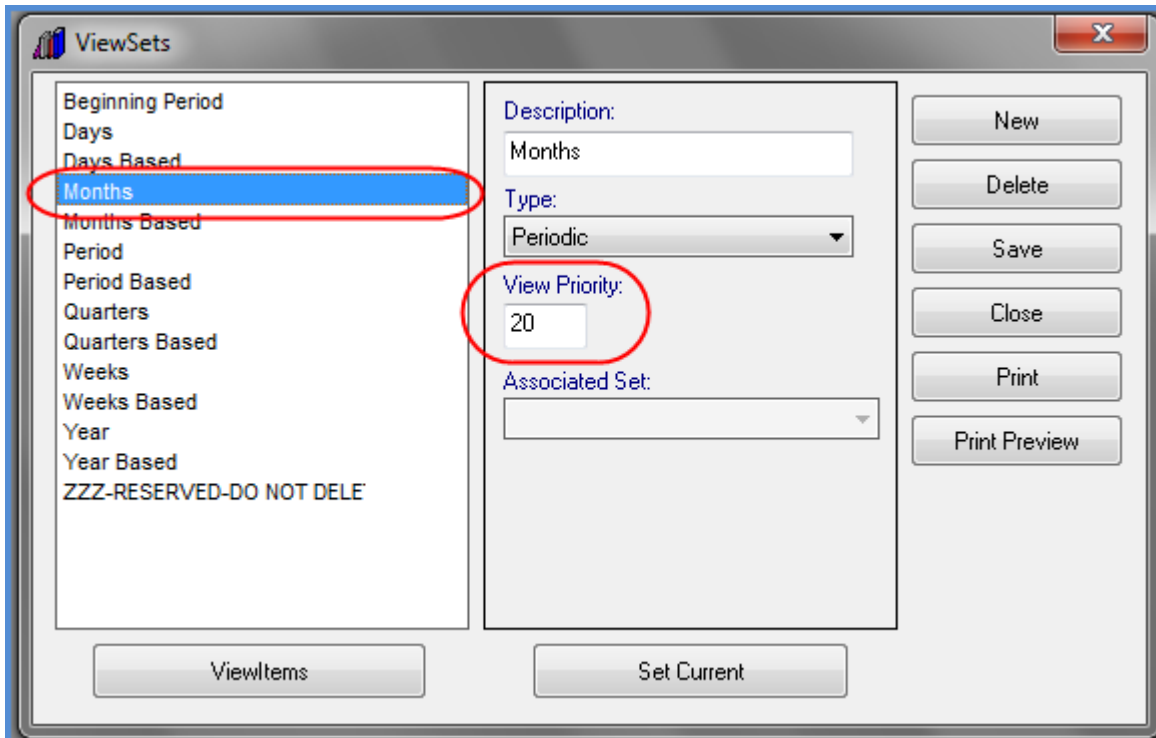 ViewSets
Beginning Period
Days
Days Based
Months
Months Based
Period
Period Based
Quarters
Quarters Based
Weeks
Weeks Based
Year
Year Based
ZZZ-RESERVED-DO NOT DELE
Description:
Months
Type:
Periodic
View Priority:
20
Associated Set:
New
Delete
Save
Close
Print
Print Preview
ViewItems
Set Current